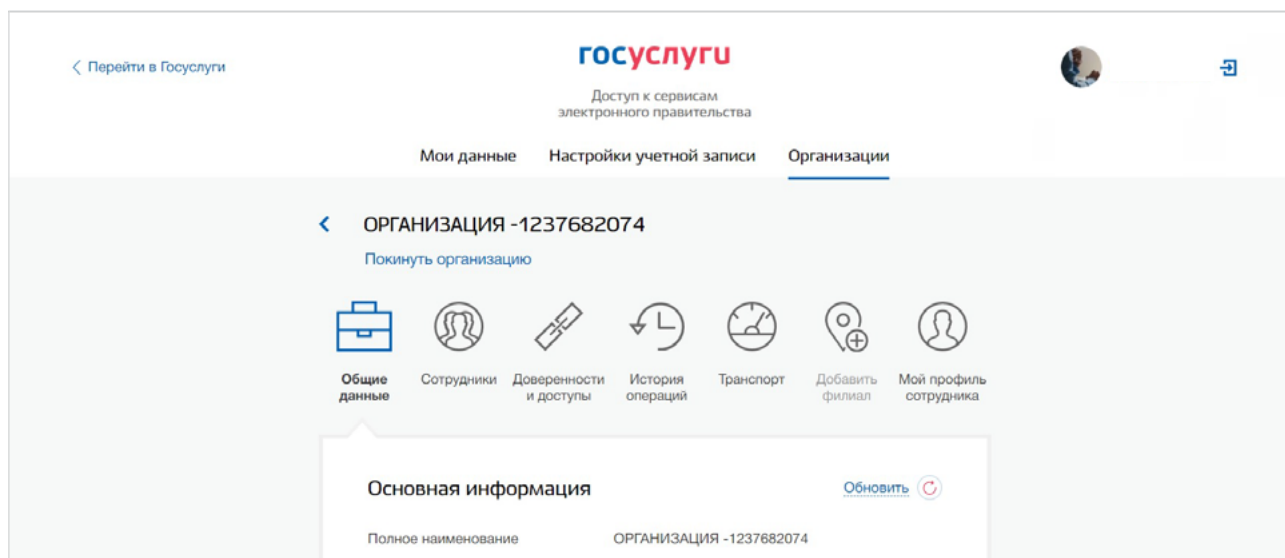 Перейти в Госуслуги
госуслуги
Доступ к сервисам
электронного правительства
Мои данные Настройки учетной записи Организации
ОРГАНИЗАЦИЯ -1237682074
Покинуть организацию
Общие данные
Сотрудники
Доверенности и доступы
История операций
Транспорт
Добавить филиал
Мой профиль сотрудника
Основная информация Обновить
Полное наименование ОРГАНИЗАЦИЯ -1237682074